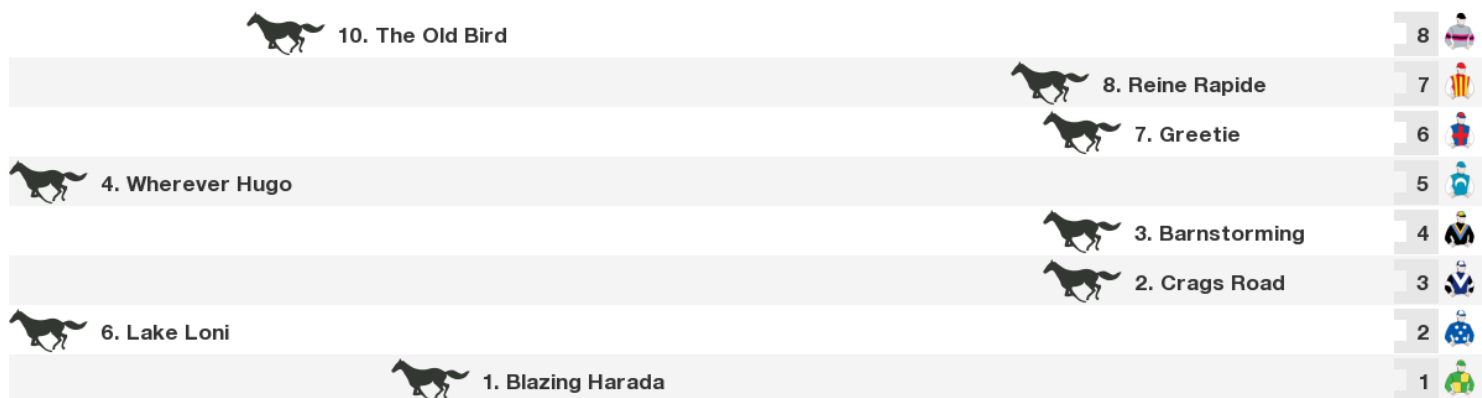 10. The Old Bird 8
8. Reine Rapide 7
7. Greetie 6
4. Wherever Hugo 5
3. Barnstorming 4
2. Crags Road 3
6. Lake Loni 2
1. Blazing Harada 1